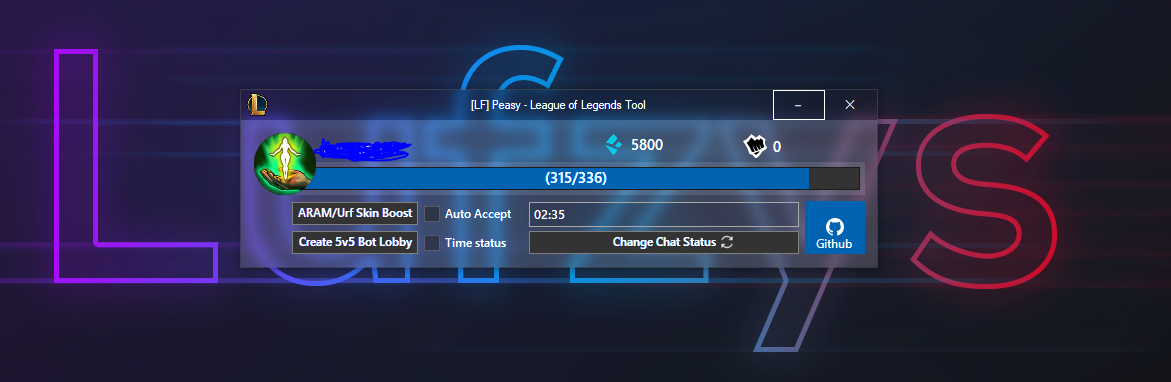 Lufzys
[LF] Peasy - League of Legends Tool
5800
0
(315/336)
ARAM/Urf Skin Boost
Auto Accept
02:35
Create 5v5 Bot Lobby
Time status
Change Chat Status
Github